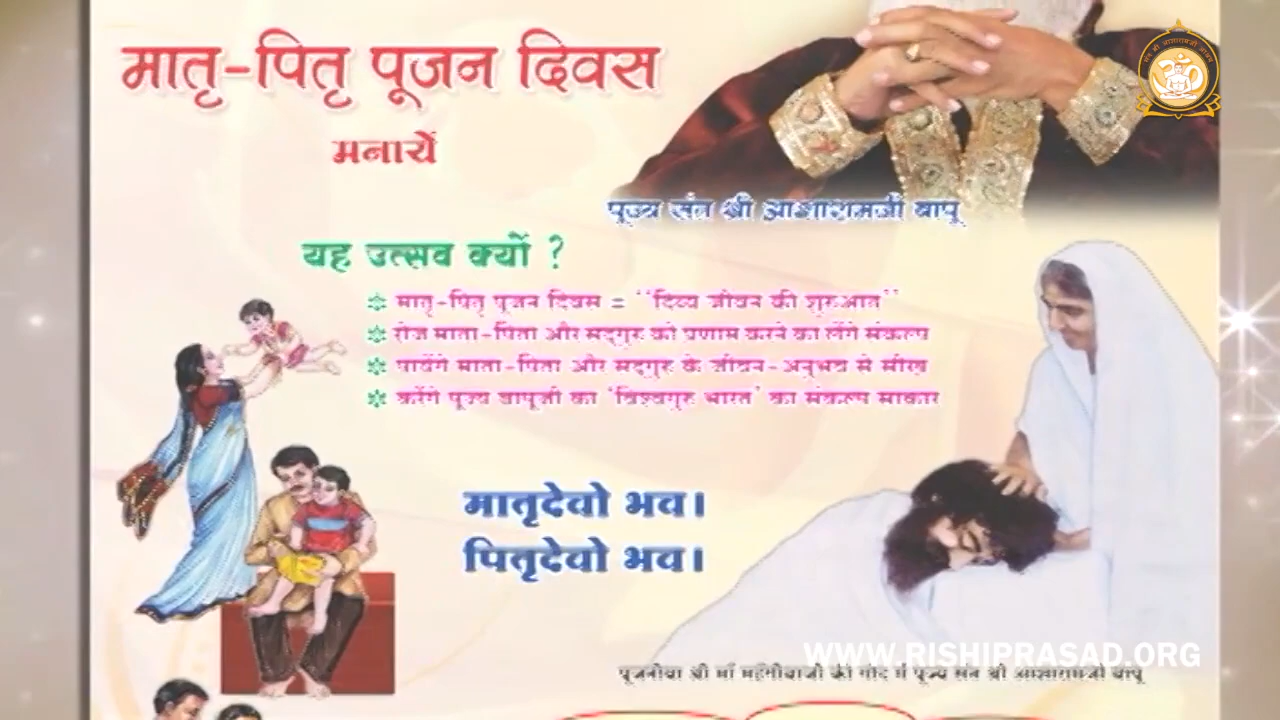 मातृ-पितृ पूजन दिवस
मनायें
पूज्य संत श्री आशारामजी बापू
यह उत्सव क्यों ?
मातृ-पितृ पूजन दिवस = "दिव्य जीवन की शुरुआत"
रोज माता-पिता और सद्गुरु को प्रणाम करने का लेंगे संकल्प
पायेंगे माता-पिता और सद्गुरु के जीवन-अनुभव से सीख
करेंगे पूज्य बापूजी का 'विश्वगुरु भारत' का संकल्प साकार
मातृदेवो भव।
पितृदेवो भव।
WWW.RISHIPRASAD.ORG
पूजनीया श्री माँ महँगीबाजी की गोद में पूज्य संत श्री आशारामजी बापू